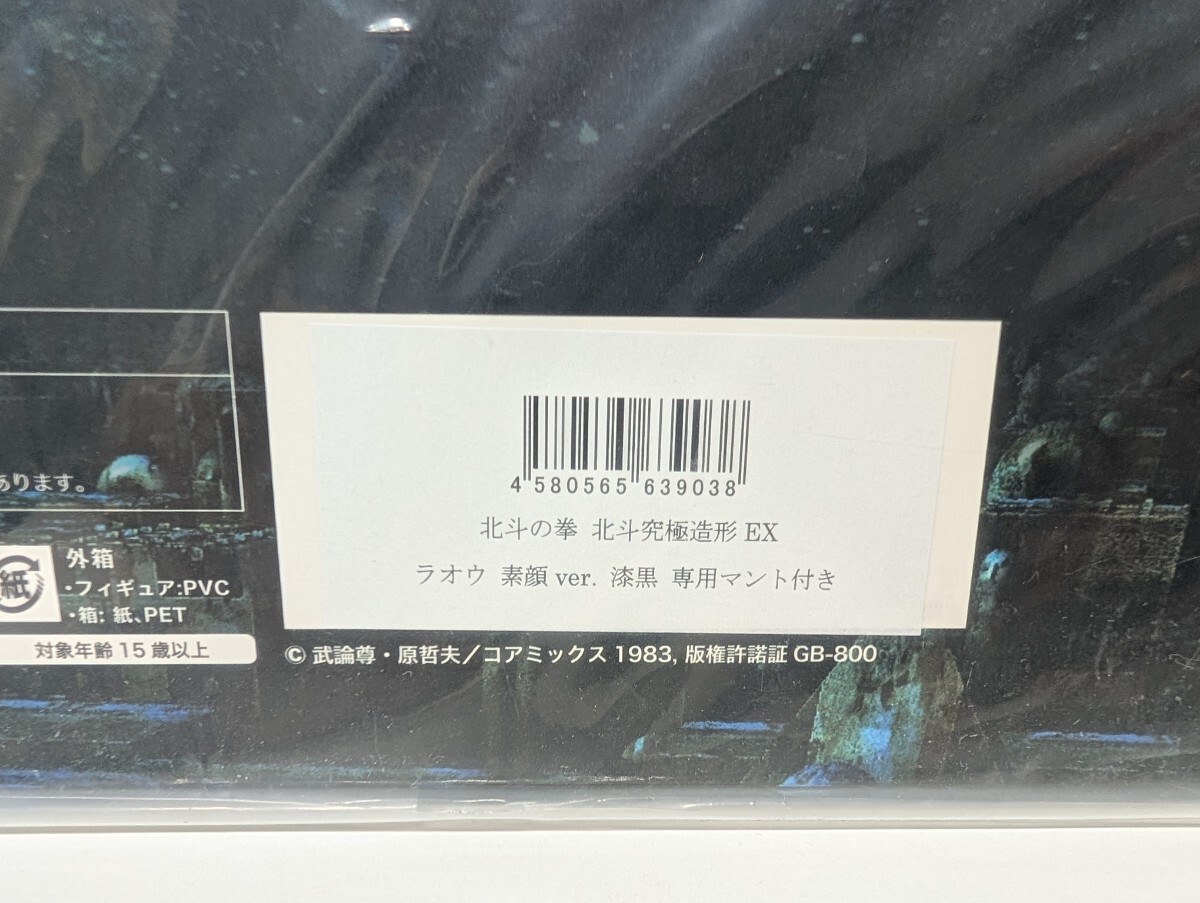 あります。
紙
外箱
・フィギュア:PVC
・箱: 紙、PET
対象年齢 15 歳以上
4 580565 639038
北斗の拳 北斗究極造形 EX
ラオウ 素顔 ver. 漆黒 専用マント付き
© 武論尊・原哲夫／コアミックス 1983, 版権許諾証 GB-800